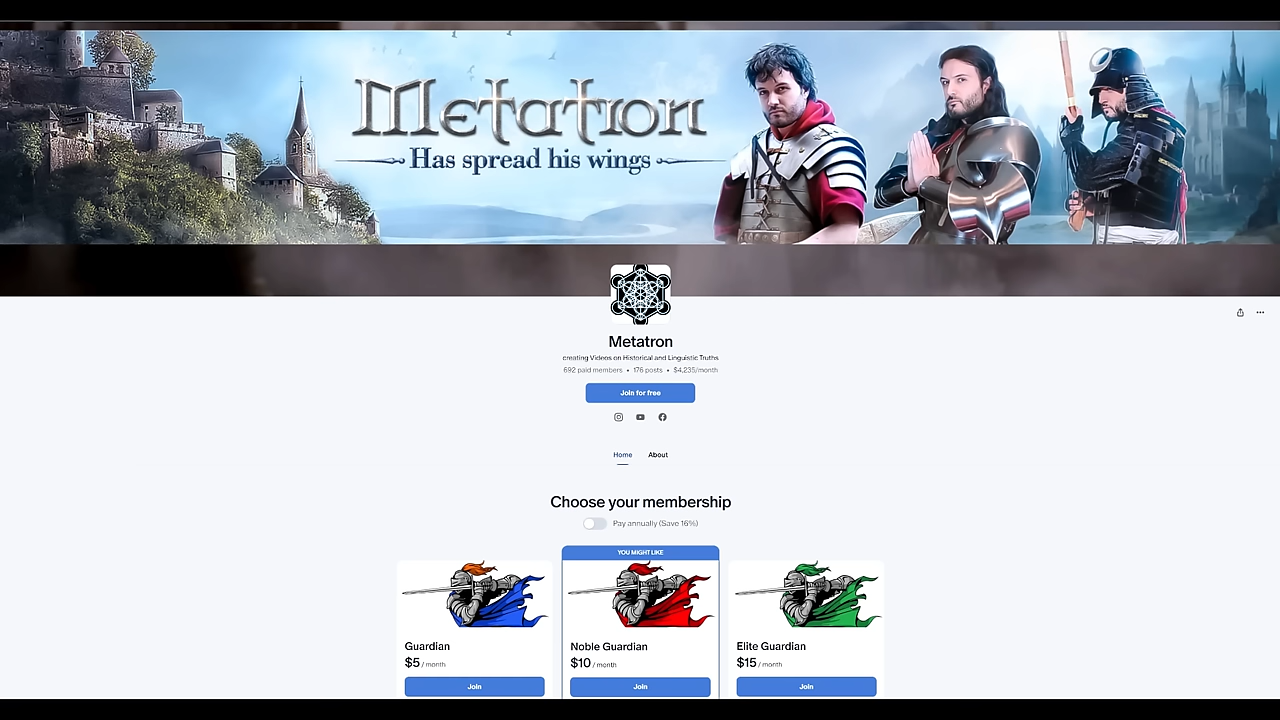 Metatron
Has spread his wings
Metatron
creating Videos on Historical and Linguistic Truths
692 paid members • 176 posts • $4,235/month
Join for free
Home About
Choose your membership
Pay annually (Save 16%)
YOU MIGHT LIKE
Guardian Noble Guardian Elite Guardian
$5 / month $10 / month $15 / month
Join Join Join